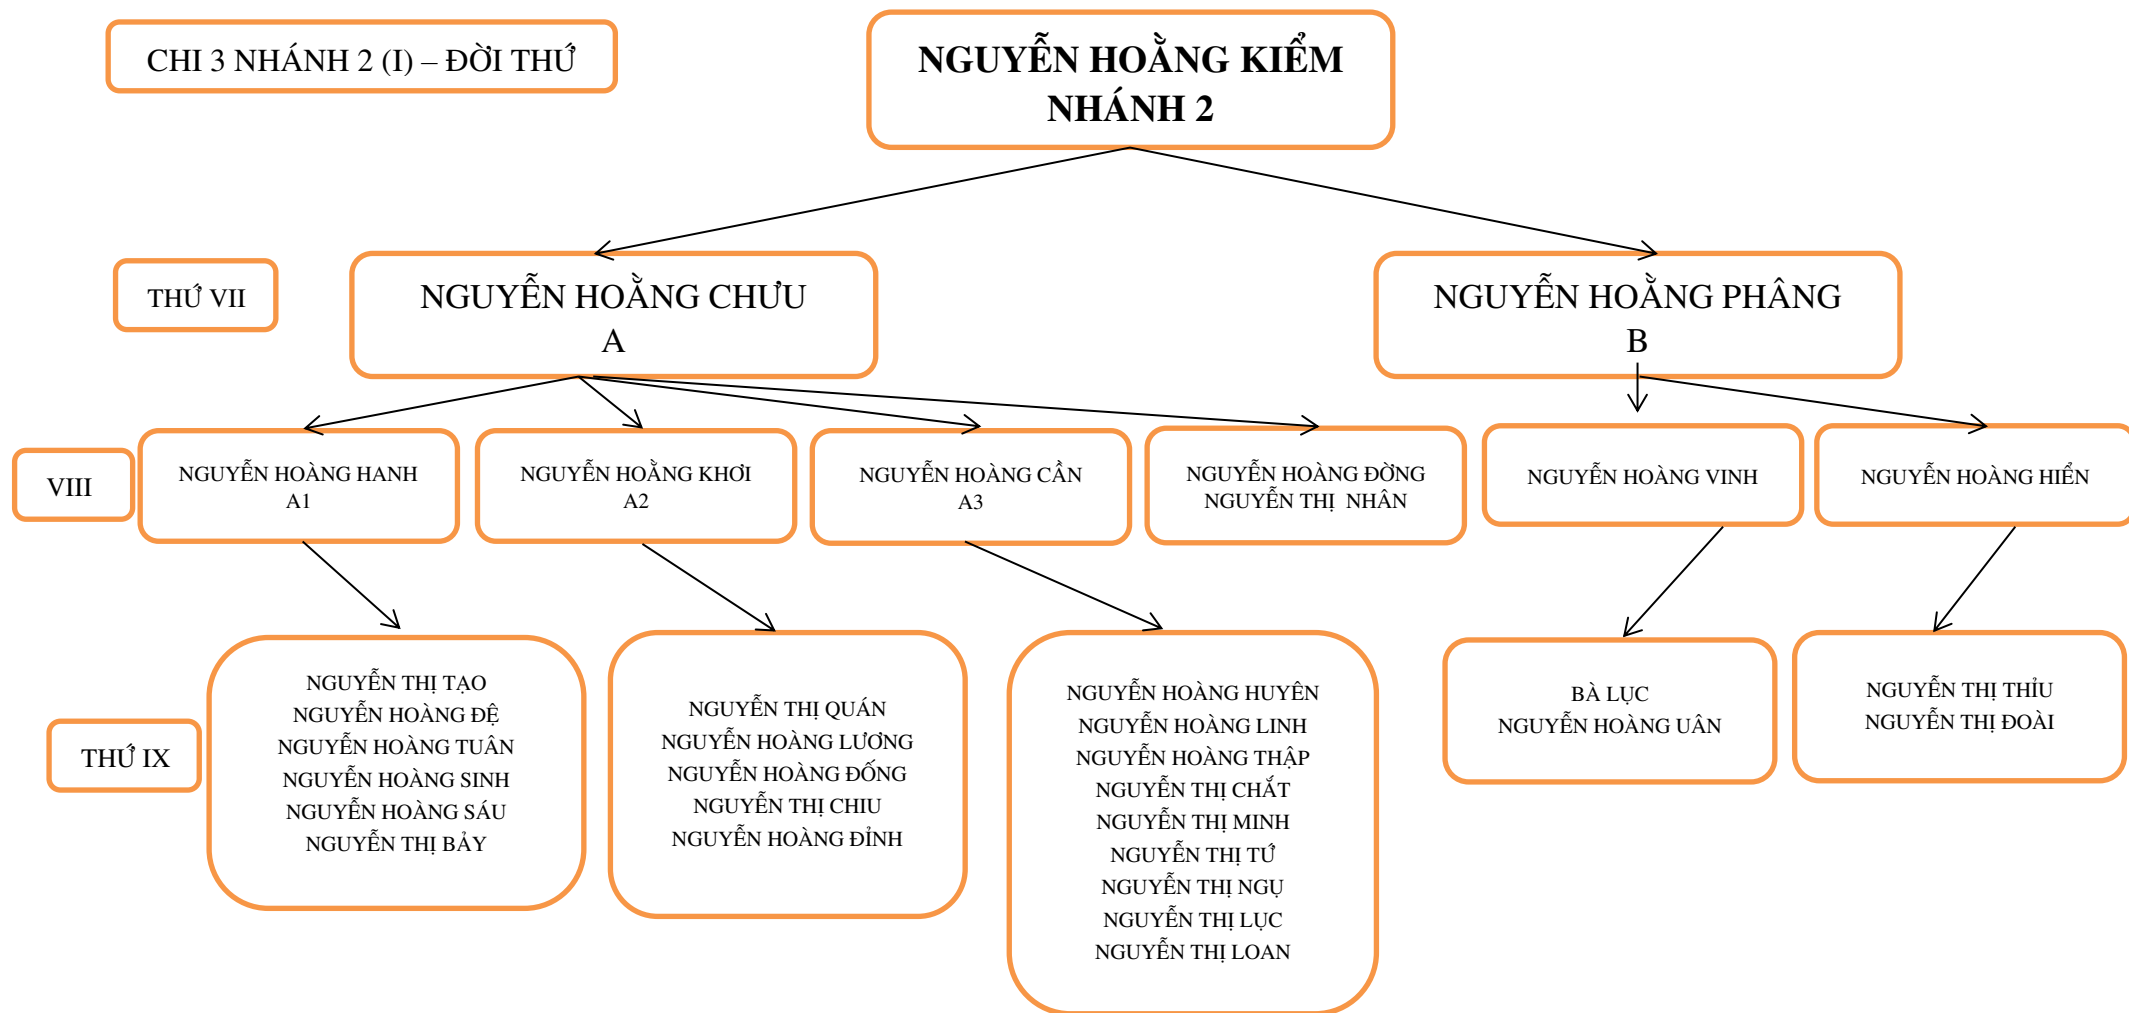 CHI 3 NHÁNH 2 (I) – ĐỜI THỨ
NGUYỄN HOẰNG KIỂM
NHÁNH 2
THỨ VII
NGUYỄN HOẰNG CHƯU
A
NGUYỄN HOẰNG PHÂNG
B
VIII
NGUYỄN HOÀNG HANH
A1
NGUYỄN HOẰNG KHƠI
A2
NGUYỄN HOÀNG CẦN
A3
NGUYỄN HOÀNG ĐỜNG
NGUYỄN THỊ NHÂN
NGUYỄN HOÀNG VINH
NGUYỄN HOÀNG HIỂN
THỨ IX
NGUYỄN THỊ TẠO
NGUYỄN HOÀNG ĐỆ
NGUYỄN HOÀNG TUÂN
NGUYỄN HOÀNG SINH
NGUYỄN HOÀNG SÁU
NGUYỄN THỊ BẢY
NGUYỄN THỊ QUÁN
NGUYỄN HOÀNG LƯƠNG
NGUYỄN HOÀNG ĐỐNG
NGUYỄN THỊ CHIU
NGUYỄN HOÀNG ĐỈNH
NGUYỄN HOÀNG HUYÊN
NGUYỄN HOÀNG LINH
NGUYỄN HOÀNG THẬP
NGUYỄN THỊ CHẮT
NGUYỄN THỊ MINH
NGUYỄN THỊ TỨ
NGUYỄN THỊ NGỤ
NGUYỄN THỊ LỤC
NGUYỄN THỊ LOAN
BÀ LỤC
NGUYỄN HOÀNG UÂN
NGUYỄN THỊ THỈU
NGUYỄN THỊ ĐOÀI